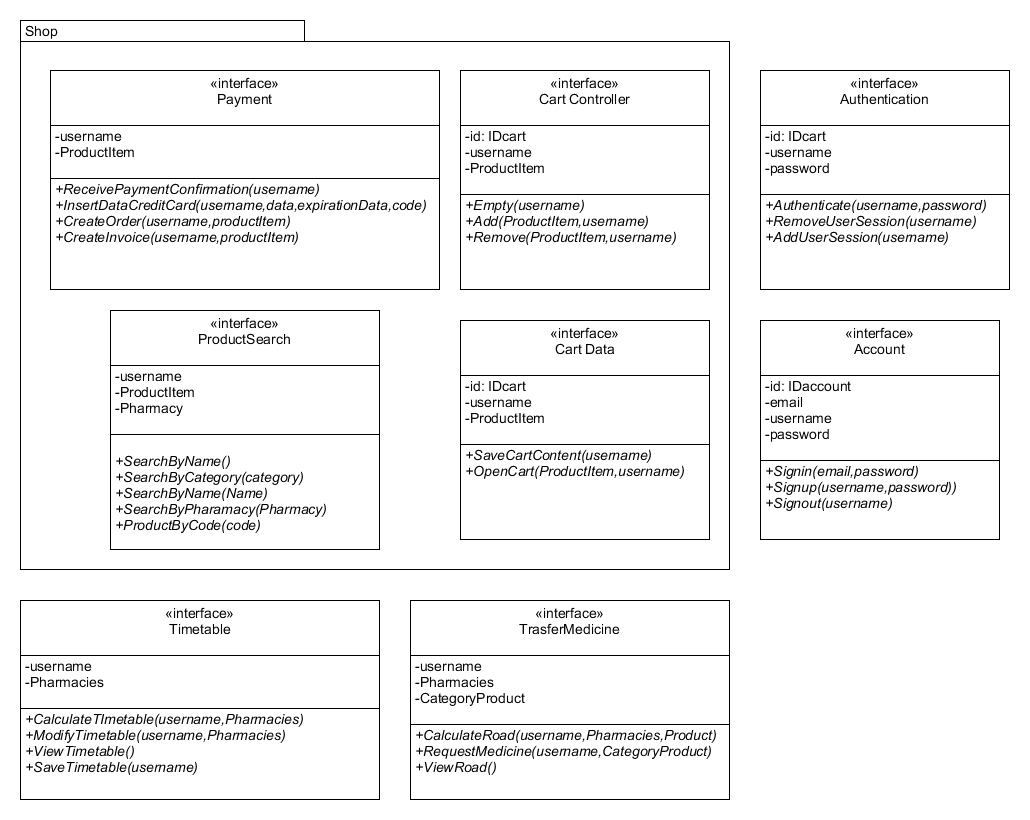 Shop
«interface»
Payment
-username
-ProductItem
+ReceivePaymentConfirmation(username)
+InsertDataCreditCard(username,data,expirationData,code)
+CreateOrder(username,productItem)
+CreateInvoice(username,productItem)
«interface»
Cart Controller
-id: IDcart
-username
-ProductItem
+Empty(username)
+Add(ProductItem,username)
+Remove(ProductItem,username)
«interface»
Authentication
-id: IDcart
-username
-password
+Authenticate(username,password)
+RemoveUserSession(username)
+AddUserSession(username)
«interface»
ProductSearch
-username
-ProductItem
-Pharmacy
+SearchByName()
+SearchByCategory(category)
+SearchByName(Name)
+SearchByPharamacy(Pharmacy)
+ProductByCode(code)
«interface»
Cart Data
-id: IDcart
-username
-ProductItem
+SaveCartContent(username)
+OpenCart(ProductItem,username)
«interface»
Account
-id: IDaccount
-email
-username
-password
+Signin(email,password)
+Signup(username,password))
+Signout(username)
«interface»
Timetable
-username
-Pharmacies
+CalculateTImetable(username,Pharmacies)
+ModifyTimetable(username,Pharmacies)
+ViewTimetable()
+SaveTimetable(username)
«interface»
TrasferMedicine
-username
-Pharmacies
-CategoryProduct
+CalculateRoad(username,Pharmacies,Product)
+RequestMedicine(username,CategoryProduct)
+ViewRoad()